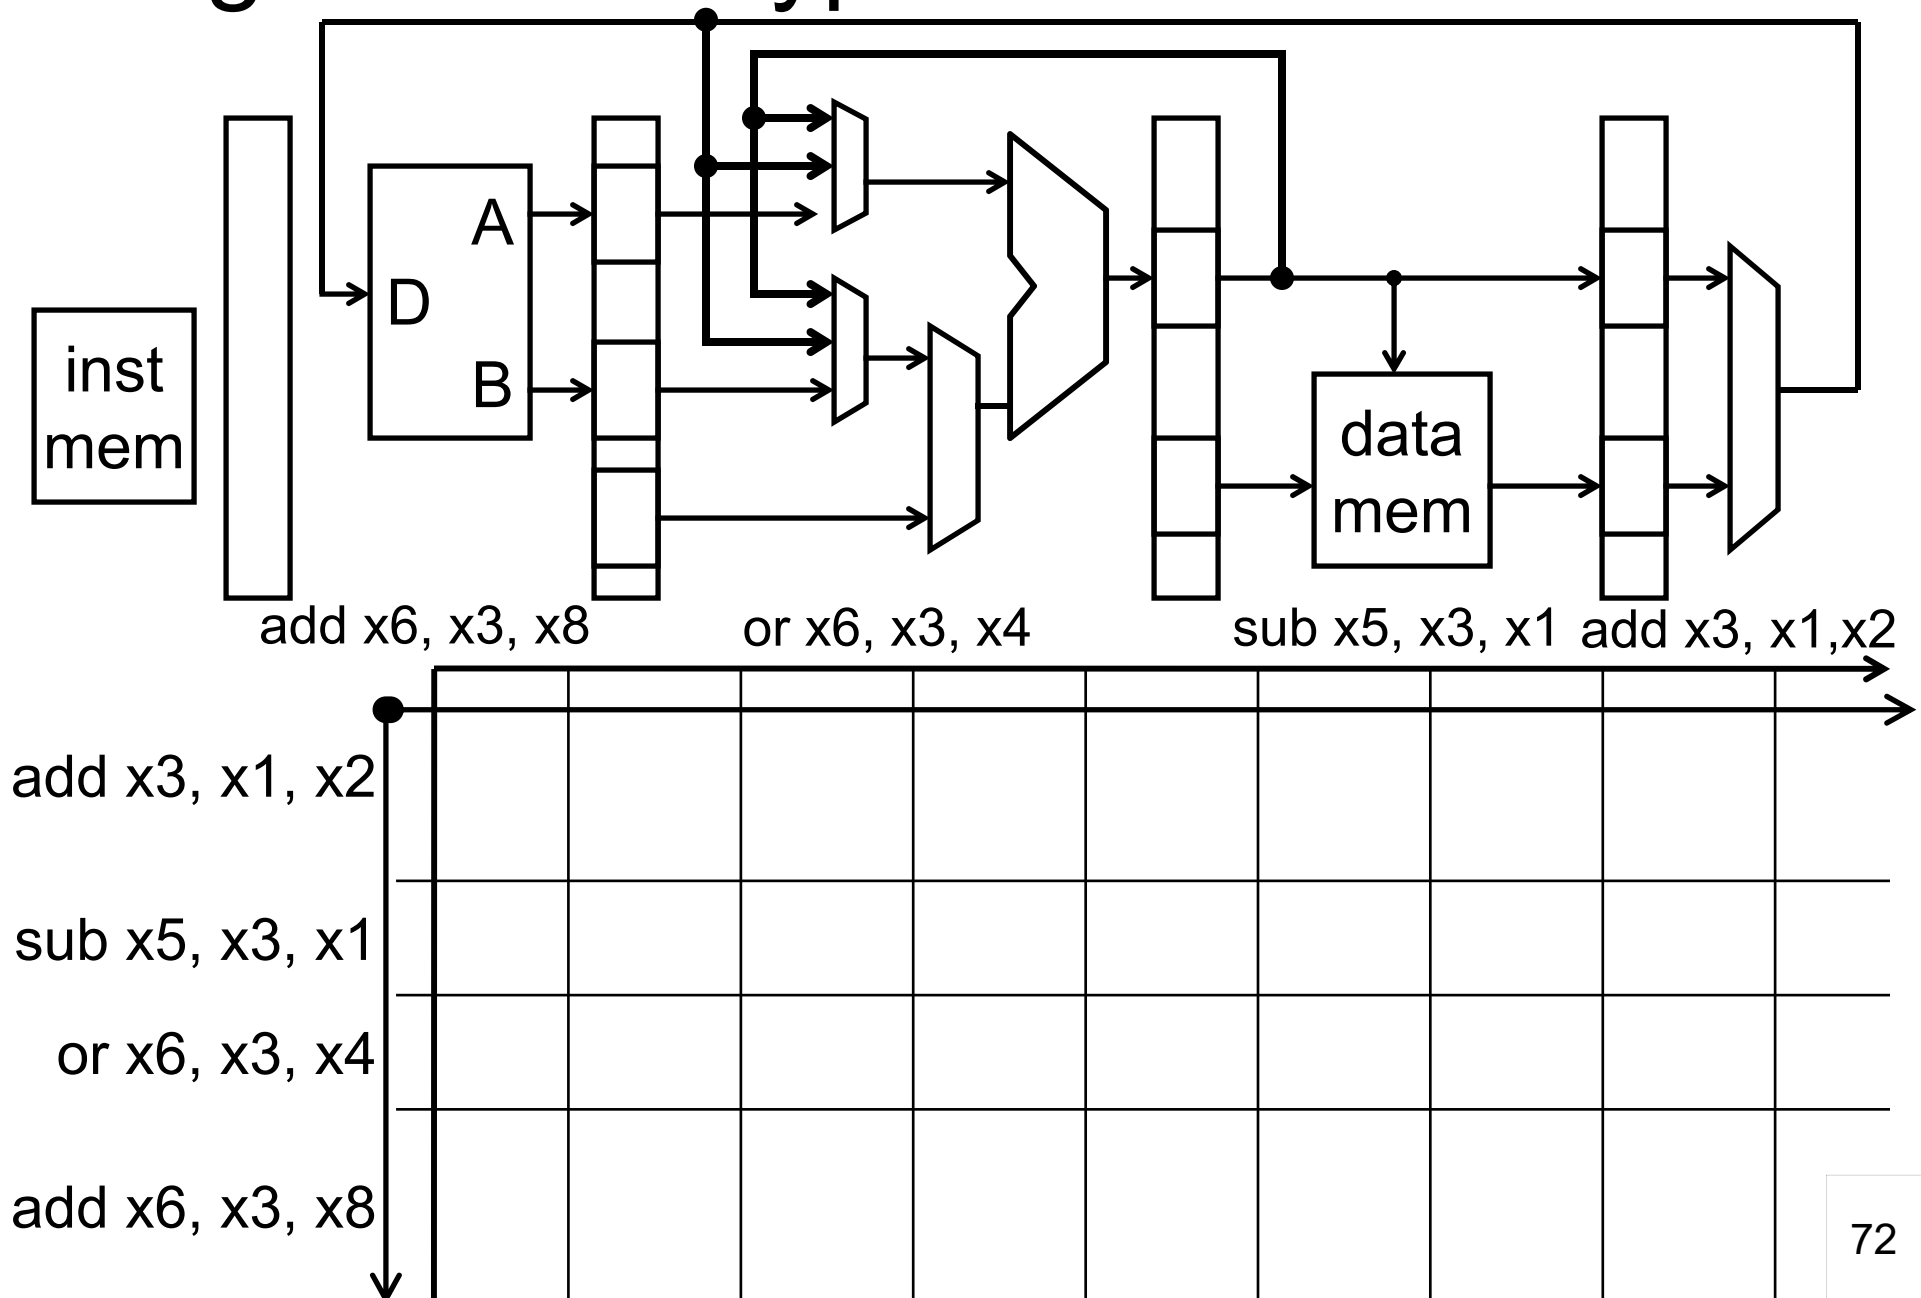 A
D
B
inst
mem
data
mem
add x6, x3, x8
or x6, x3, x4
sub x5, x3, x1
add x3, x1,x2
add x3, x1, x2
sub x5, x3, x1
or x6, x3, x4
add x6, x3, x8
72